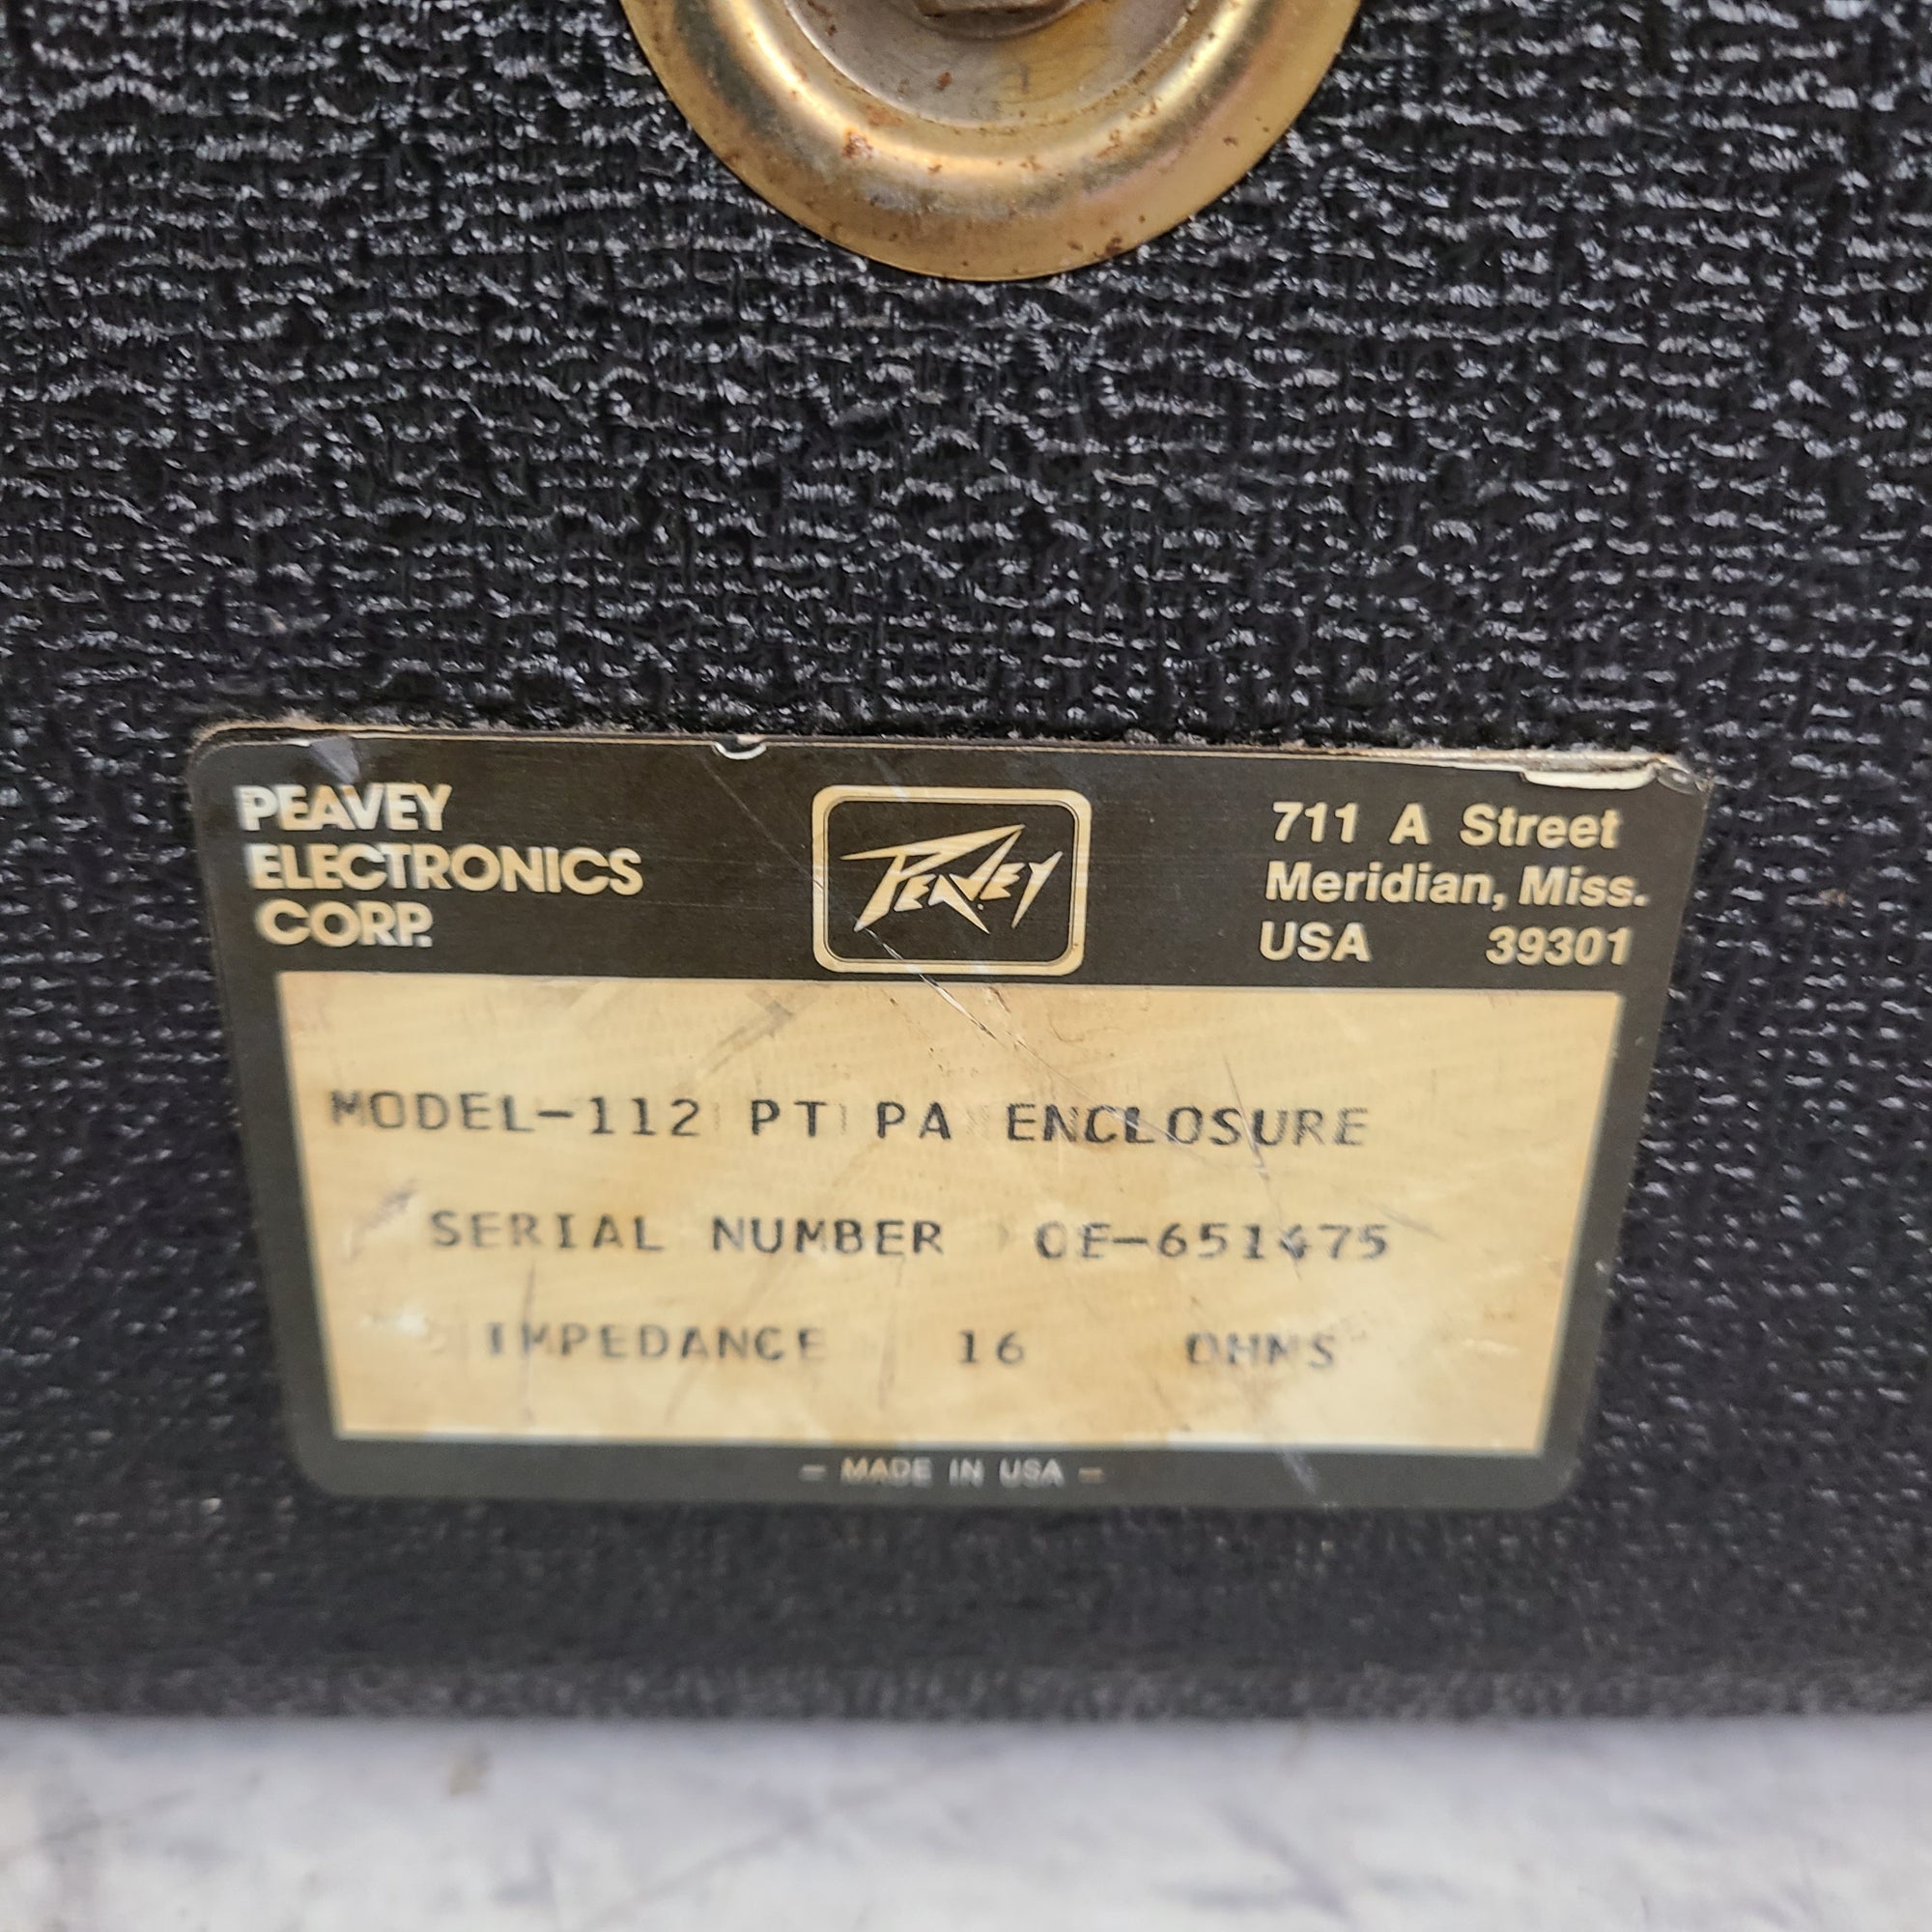 PEAVEY
ELECTRONICS
CORP.
PEAVEY
711 A Street
Meridian, Miss.
USA 39301
MODEL-112 PT PA ENCLOSURE
SERIAL NUMBER 0E-651475
IMPEDANCE 16 OHMS
— MADE IN USA —